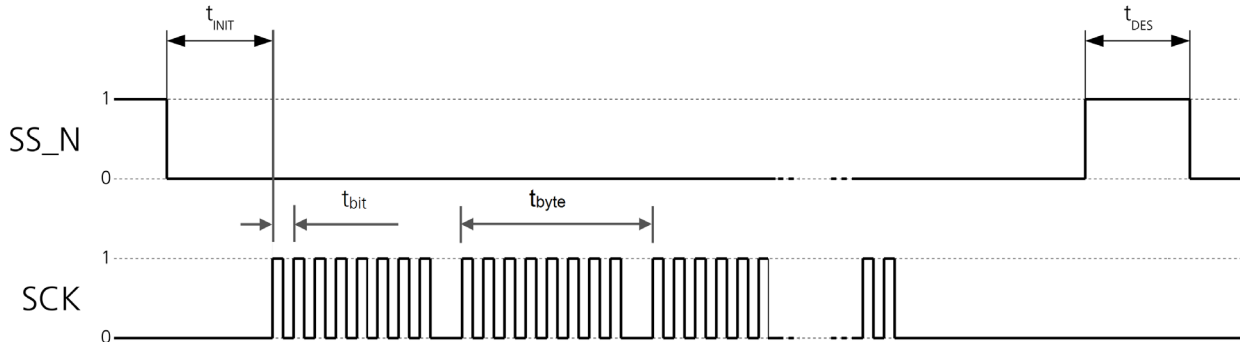 tINIT
tDES
1
SS_N
0
tbit
tbyte
1
SCK
0